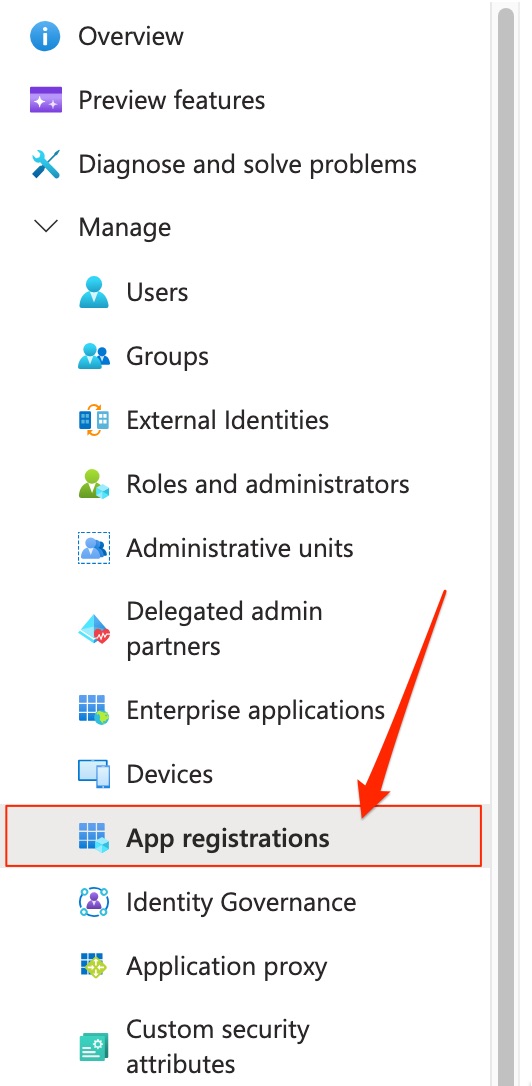 Overview
Preview features
Diagnose and solve problems
Manage
Users
Groups
External Identities
Roles and administrators
Administrative units
Delegated admin
partners
Enterprise applications
Devices
App registrations
Identity Governance
Application proxy
Custom security
attributes